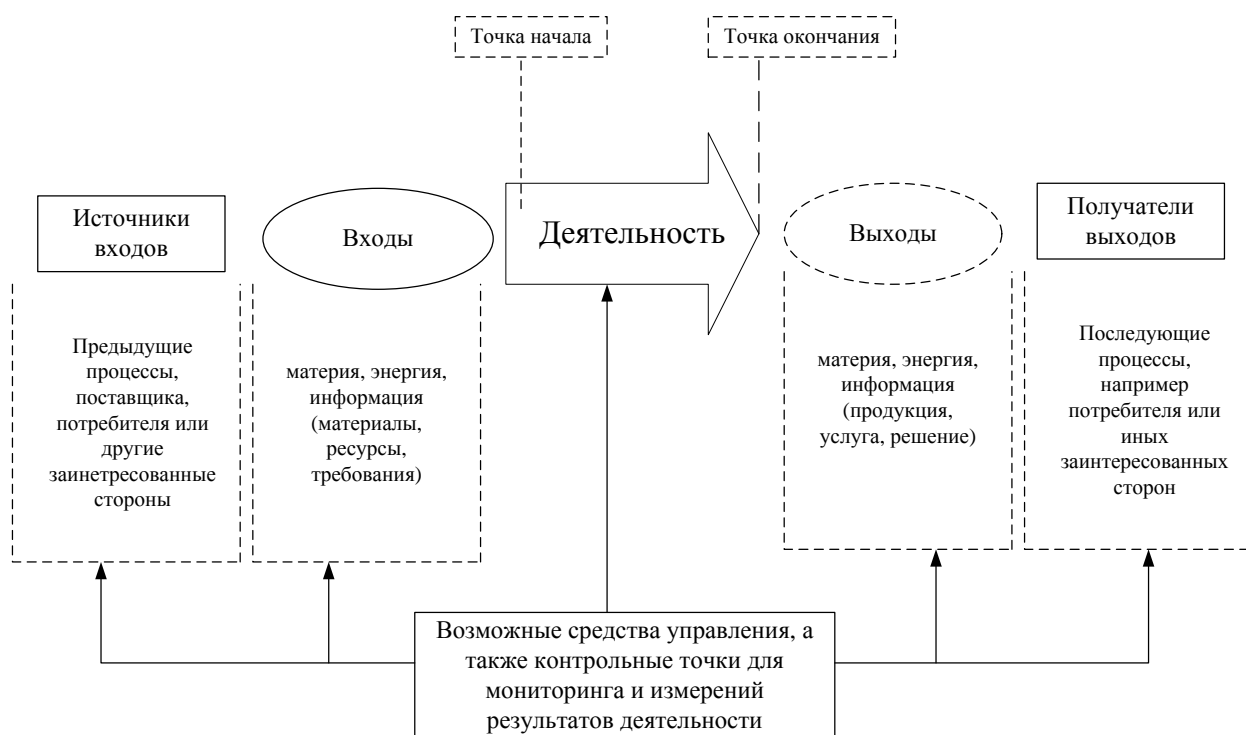 Точка начала
Точка окончания
Источники
входов
Входы
Деятельность
Выходы
Получатели
выходов
Предыдущие
процессы,
поставщика,
потребителя или
другие
заинетресованные
стороны
материя, энергия,
информация
(материалы,
ресурсы,
требования)
материя, энергия,
информация
(продукция,
услуга, решение)
Последующие
процессы,
например
потребителя или
иных
заинтересованных
сторон
Возможные средства управления, а
также контрольные точки для
мониторинга и измерений
результатов деятельности